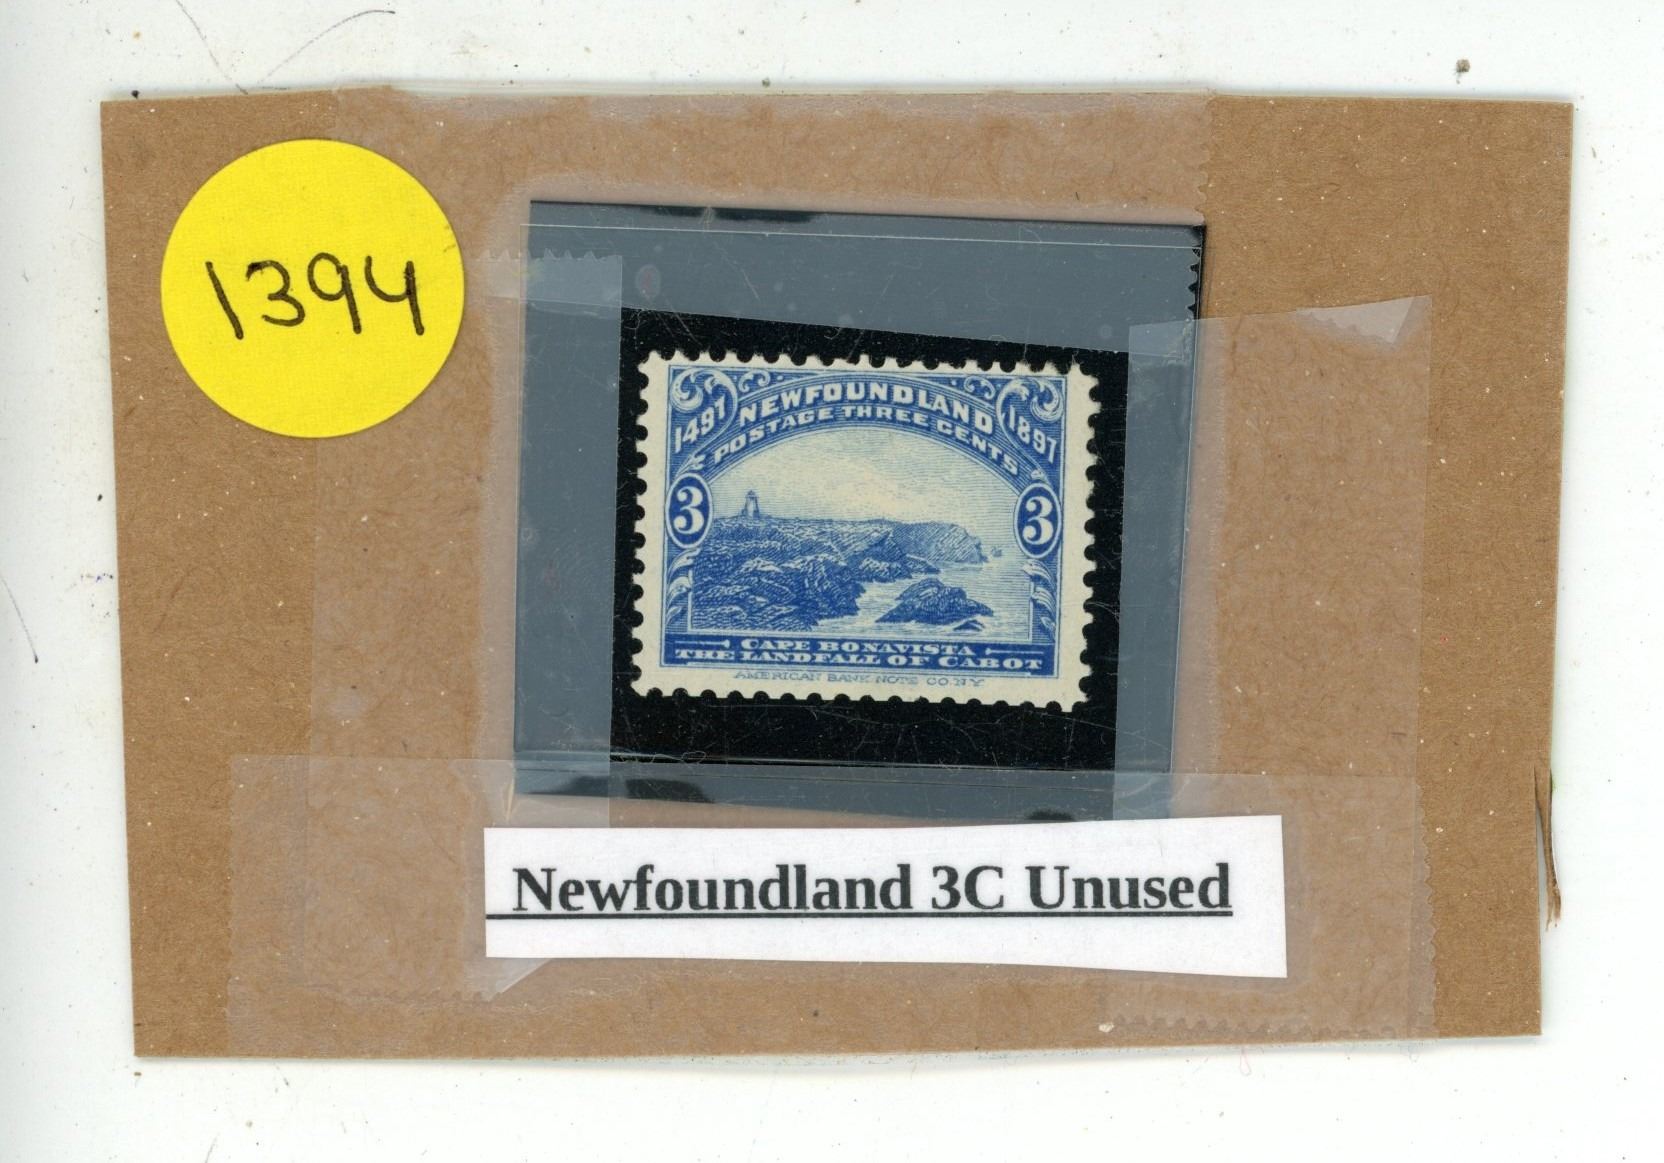 1394
1497 NEWFOUNDLAND 1897
POSTAGE THREE CENTS
3 3
CAPE BONAVISTA
THE LANDFALL OF CABOT
AMERICAN BANK NOTE CO. N Y
Newfoundland 3C Unused